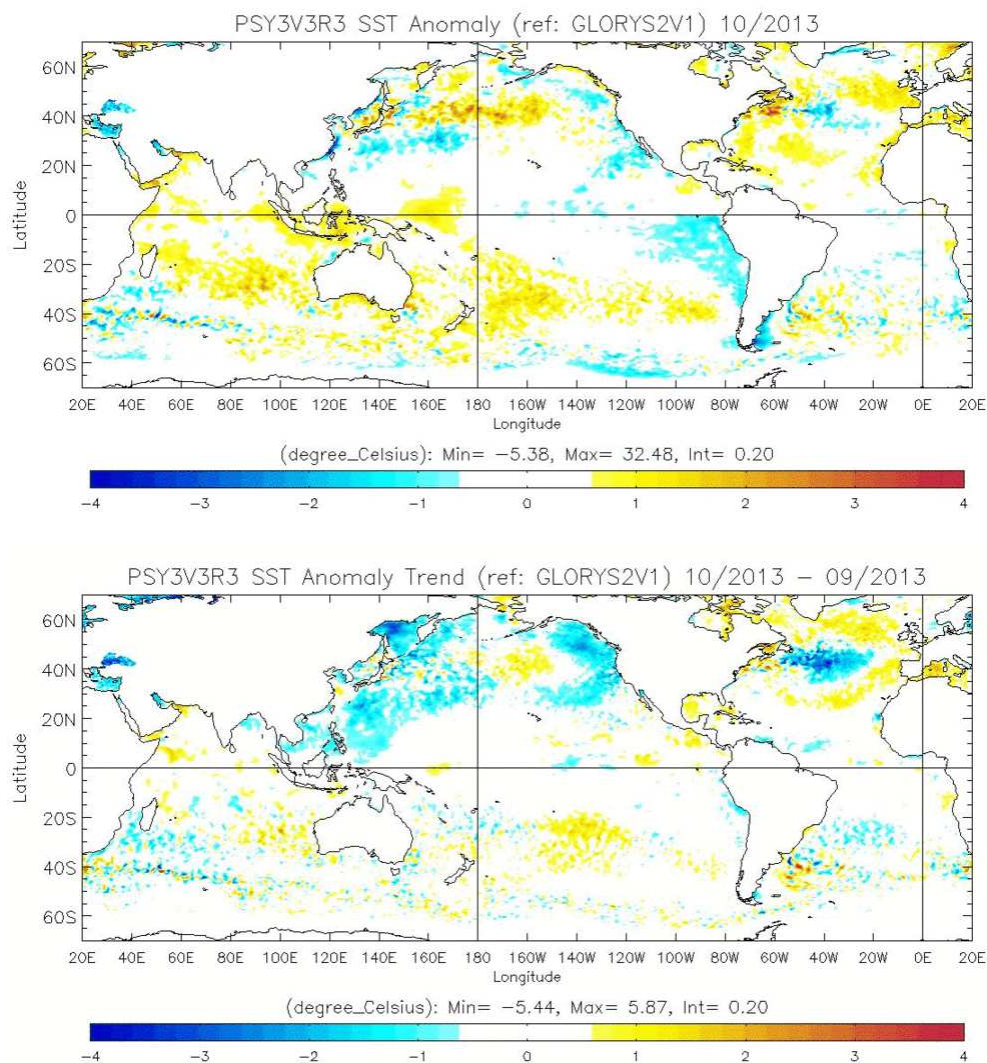 PSY3V3R3 SST Anomaly (ref: GLORYS2V1) 10/2013
60N
40N
20N
0
20S
40S
60S
Latitude
20E 40E 60E 80E 100E 120E 140E 160E 180 160W 140W 120W 100W 80W 60W 40W 20W 0E 20E
Longitude
(degree_Celsius): Min= -5.38, Max= 32.48, Int= 0.20
-4 -3 -2 -1 0 1 2 3 4
PSY3V3R3 SST Anomaly Trend (ref: GLORYS2V1) 10/2013 - 09/2013
60N
40N
20N
0
20S
40S
60S
Latitude
20E 40E 60E 80E 100E 120E 140E 160E 180 160W 140W 120W 100W 80W 60W 40W 20W 0E 20E
Longitude
(degree_Celsius): Min= -5.44, Max= 5.87, Int= 0.20
-4 -3 -2 -1 0 1 2 3 4